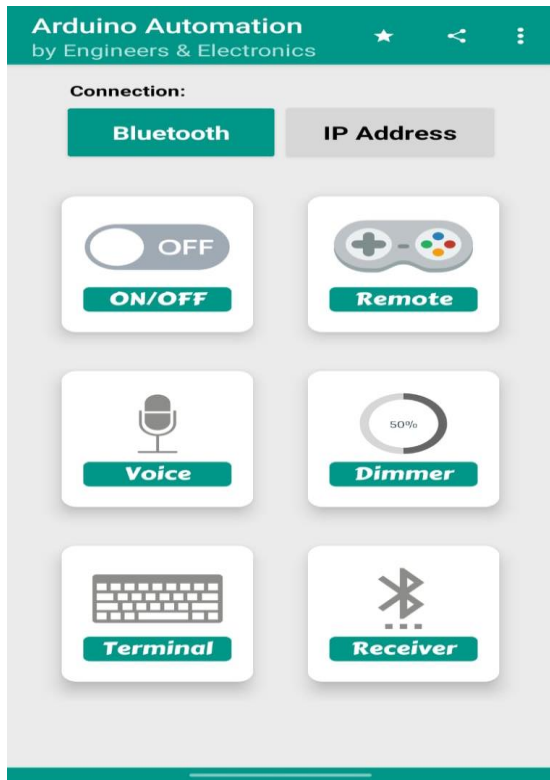 Arduino Automation
by Engineers & Electronics
Connection:
Bluetooth
IP Address
OFF
ON/OFF
Remote
Voice
50%
Dimmer
Terminal
Receiver